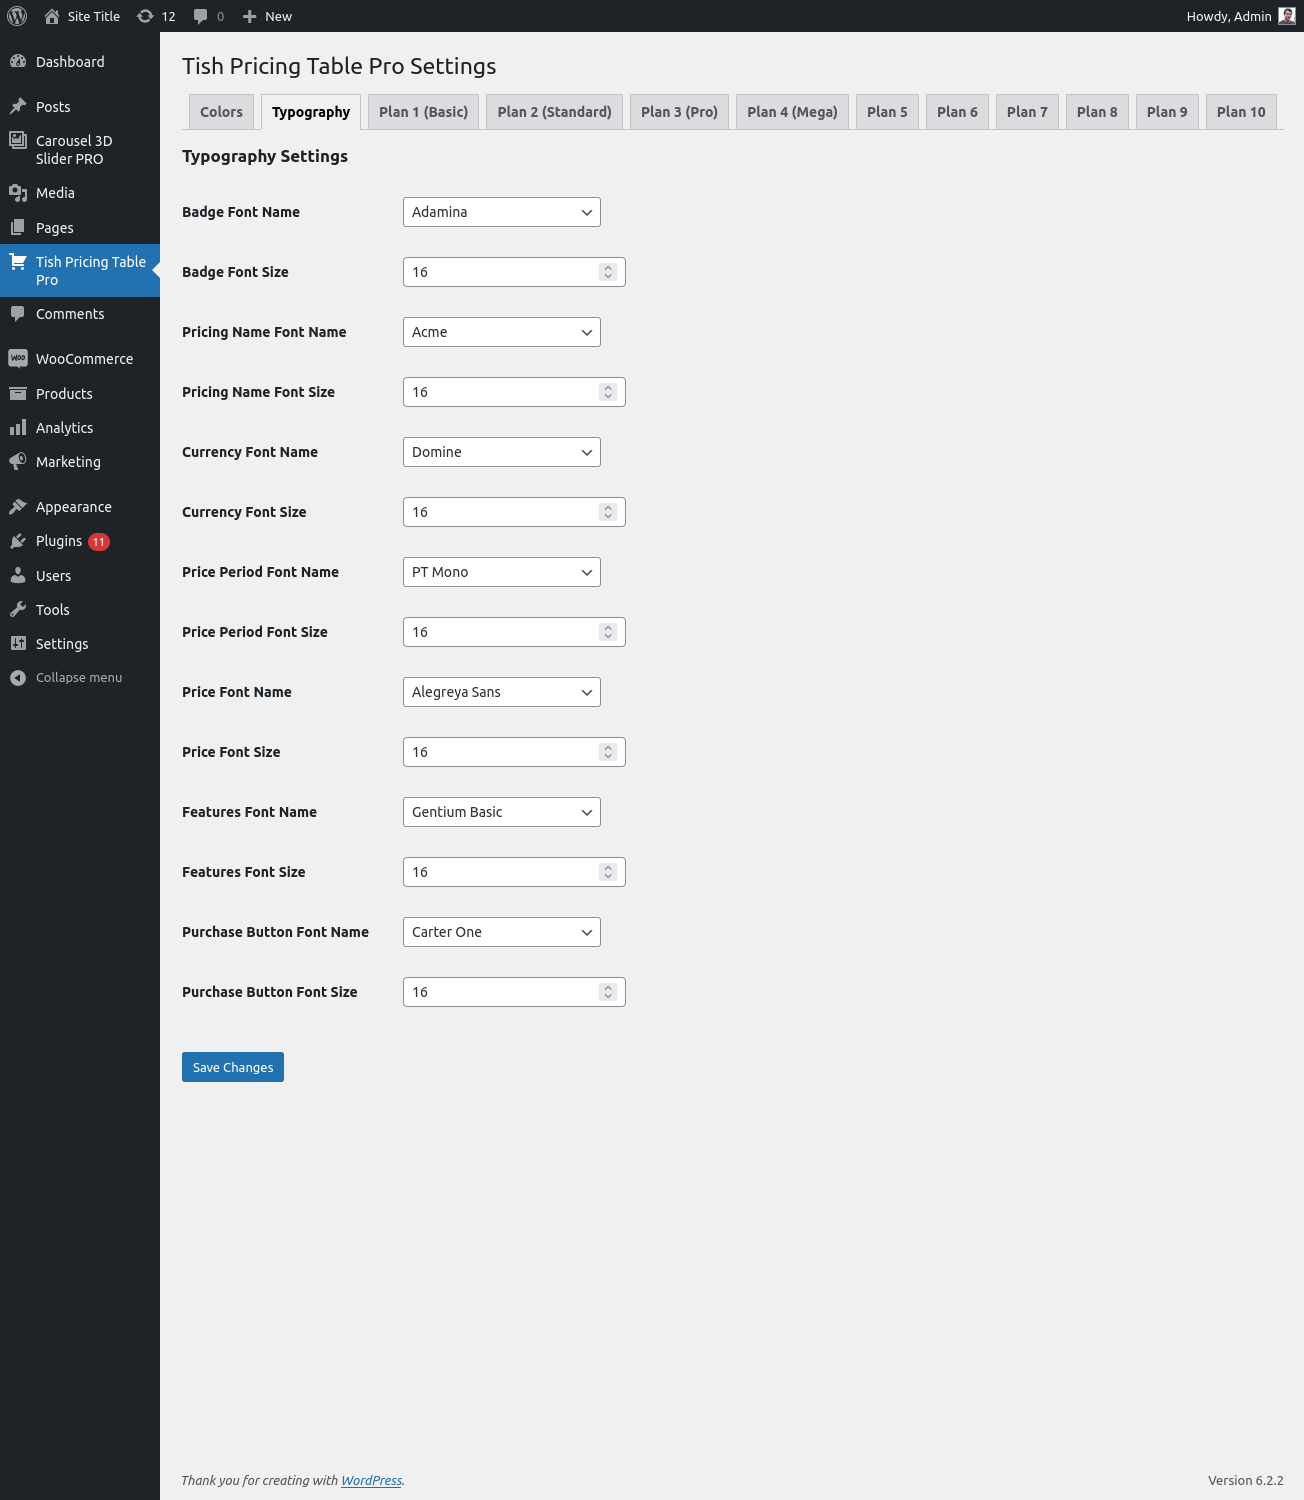 Site Title 12 0 New Howdy, Admin
Dashboard
Posts
Carousel 3D
Slider PRO
Media
Pages
Tish Pricing Table
Pro
Comments
WooCommerce
Products
Analytics
Marketing
Appearance
Plugins 11
Users
Tools
Settings
Collapse menu
Tish Pricing Table Pro Settings
Colors Typography Plan 1 (Basic) Plan 2 (Standard) Plan 3 (Pro) Plan 4 (Mega) Plan 5 Plan 6 Plan 7 Plan 8 Plan 9 Plan 10
Typography Settings
Badge Font Name Adamina
Badge Font Size 16
Pricing Name Font Name Acme
Pricing Name Font Size 16
Currency Font Name Domine
Currency Font Size 16
Price Period Font Name PT Mono
Price Period Font Size 16
Price Font Name Alegreya Sans
Price Font Size 16
Features Font Name Gentium Basic
Features Font Size 16
Purchase Button Font Name Carter One
Purchase Button Font Size 16
Save Changes
Thank you for creating with WordPress. Version 6.2.2